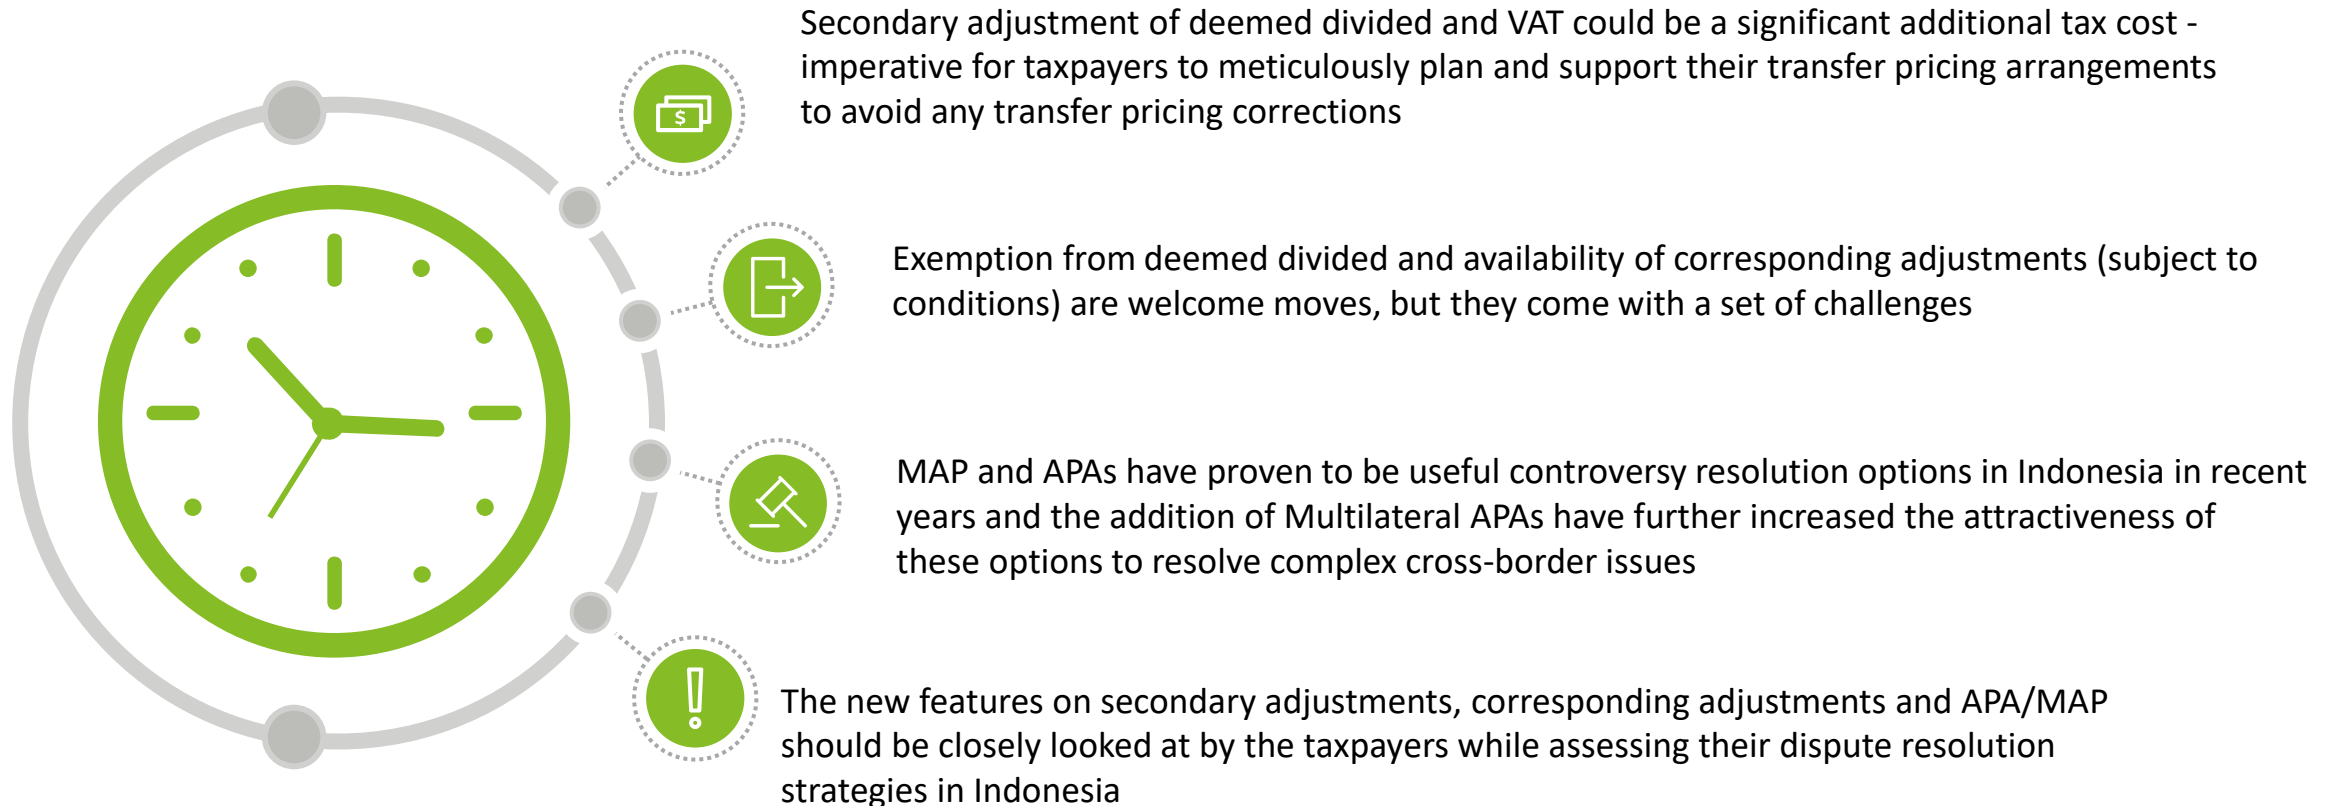 Secondary adjustment of deemed divided and VAT could be a significant additional tax cost -
imperative for taxpayers to meticulously plan and support their transfer pricing arrangements
to avoid any transfer pricing corrections
$
Exemption from deemed divided and availability of corresponding adjustments (subject to
conditions) are welcome moves, but they come with a set of challenges
MAP and APAs have proven to be useful controversy resolution options in Indonesia in recent
years and the addition of Multilateral APAs have further increased the attractiveness of
these options to resolve complex cross-border issues
The new features on secondary adjustments, corresponding adjustments and APA/MAP
should be closely looked at by the taxpayers while assessing their dispute resolution
strategies in Indonesia